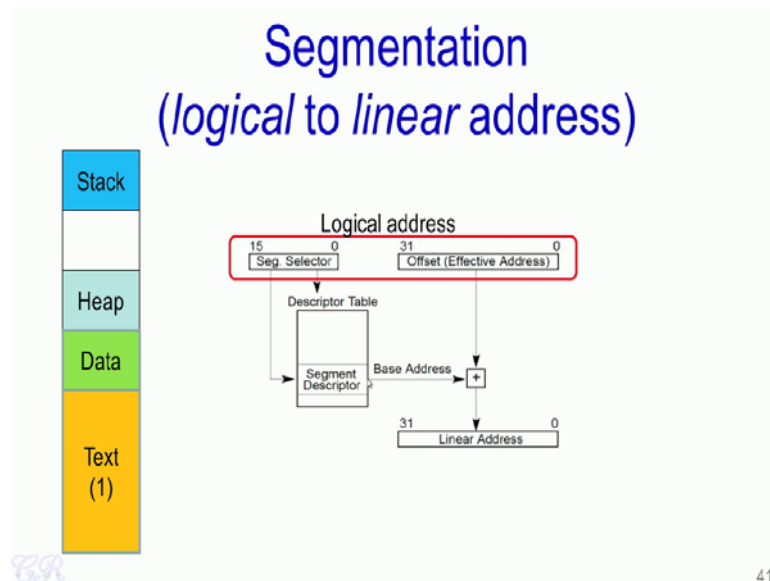 Segmentation
(logical to linear address)
Stack
Heap
Data
Text
(1)
Logical address
15 0 31 0
Seg. Selector Offset (Effective Address)
Descriptor Table
Segment
Descriptor
Base Address
+
31 0
Linear Address
CR
41